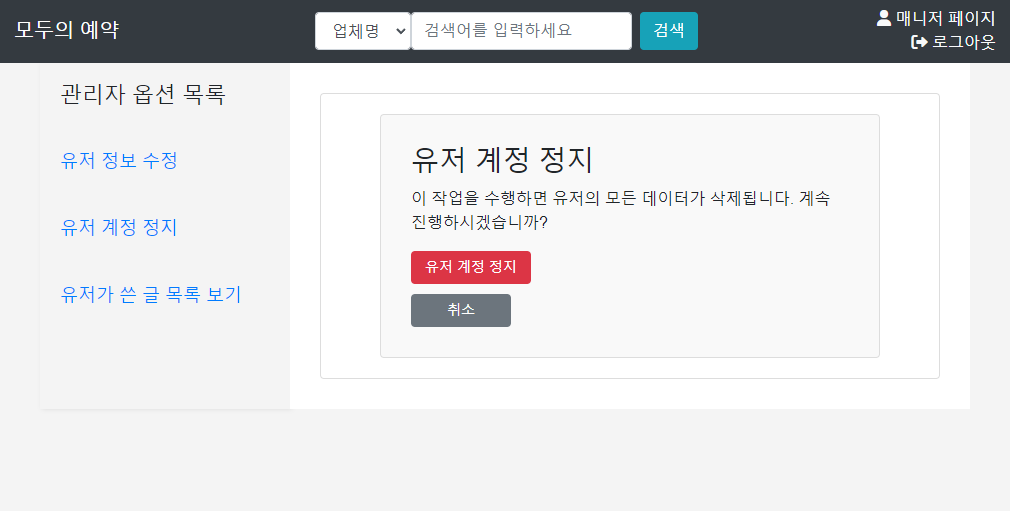 모두의 예약
업체명
검색어를 입력하세요
검색
매니저 페이지
로그아웃
관리자 옵션 목록
유저 정보 수정
유저 계정 정지
유저가 쓴 글 목록 보기
유저 계정 정지
이 작업을 수행하면 유저의 모든 데이터가 삭제됩니다. 계속
진행하시겠습니까?
유저 계정 정지
취소